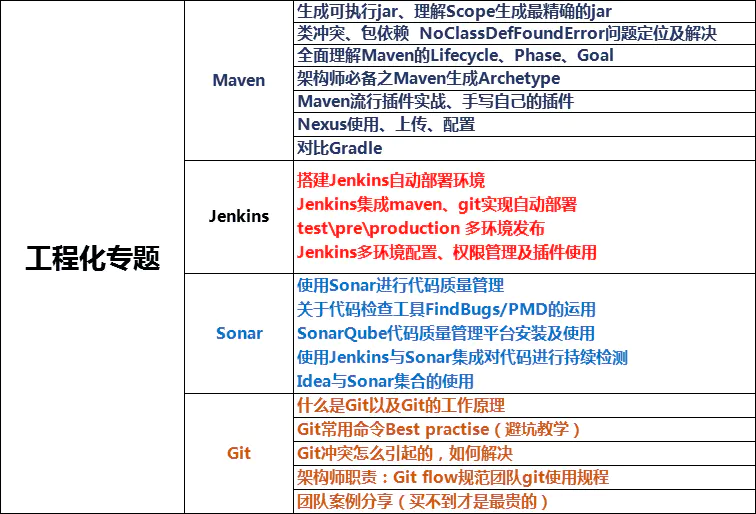 工程化专题
Maven
生成可执行jar、理解Scope生成最精确的jar
类冲突、包依赖 NoClassDefFoundError问题定位及解决
全面理解Maven的Lifecycle、Phase、Goal
架构师必备之Maven生成Archetype
Maven流行插件实战、手写自己的插件
Nexus使用、上传、配置
对比Gradle
Jenkins
搭建Jenkins自动部署环境
Jenkins集成maven、git实现自动部署
test\pre\production 多环境发布
Jenkins多环境配置、权限管理及插件使用
Sonar
使用Sonar进行代码质量管理
关于代码检查工具FindBugs/PMD的运用
SonarQube代码质量管理平台安装及使用
使用Jenkins与Sonar集成对代码进行持续检测
Idea与Sonar集合的使用
Git
什么是Git以及Git的工作原理
Git常用命令Best practise（避坑教学）
Git冲突怎么引起的，如何解决
架构师职责：Git flow规范团队git使用规程
团队案例分享（买不到才是最贵的）